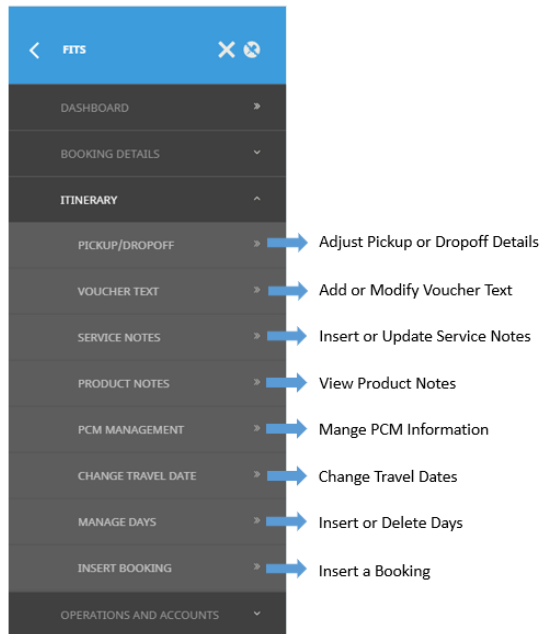 FITS
DASHBOARD
BOOKING DETAILS
ITINERARY
PICKUP/DROPOFF Adjust Pickup or Dropoff Details
VOUCHER TEXT Add or Modify Voucher Text
SERVICE NOTES Insert or Update Service Notes
PRODUCT NOTES View Product Notes
PCM MANAGEMENT Mange PCM Information
CHANGE TRAVEL DATE Change Travel Dates
MANAGE DAYS Insert or Delete Days
INSERT BOOKING Insert a Booking
OPERATIONS AND ACCOUNTS